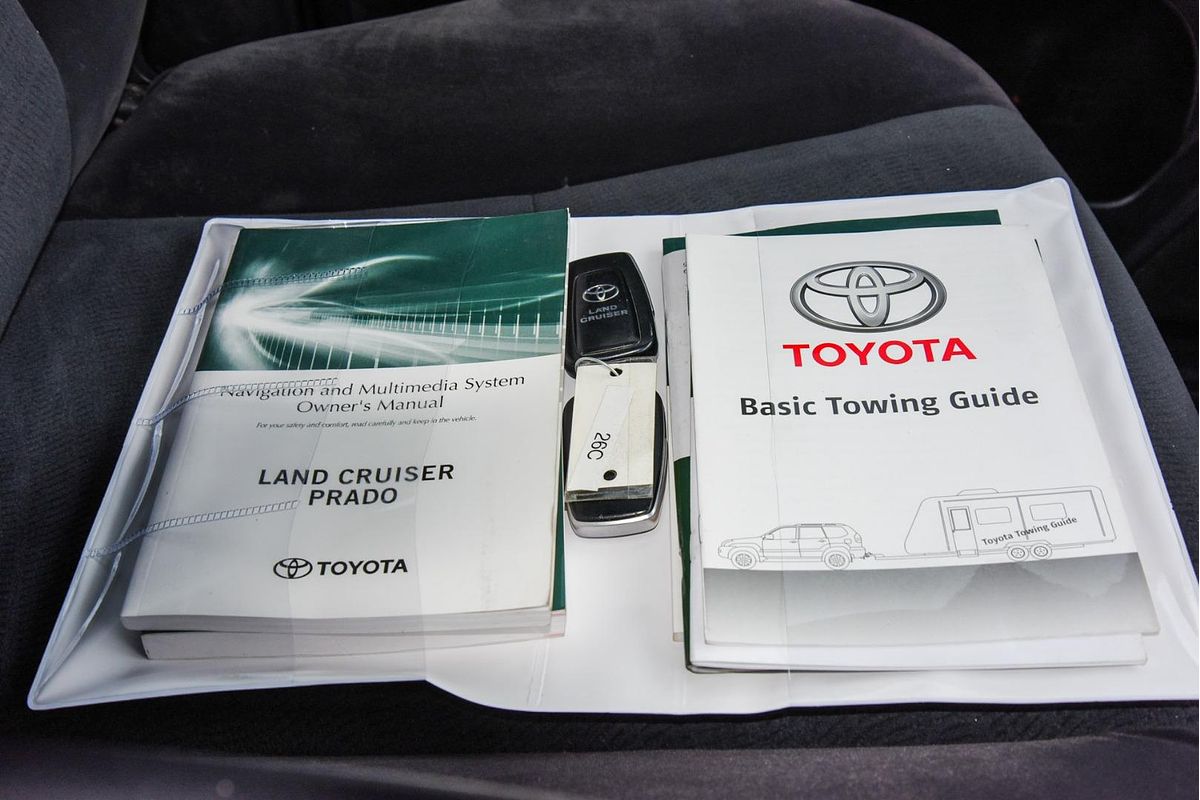 Navigation and Multimedia System
Owner's Manual
For your safety and comfort, read carefully and keep in the vehicle.
LAND CRUISER
PRADO
TOYOTA
LAND
CRUISER
26C
TOYOTA
Basic Towing Guide
Toyota Towing Guide